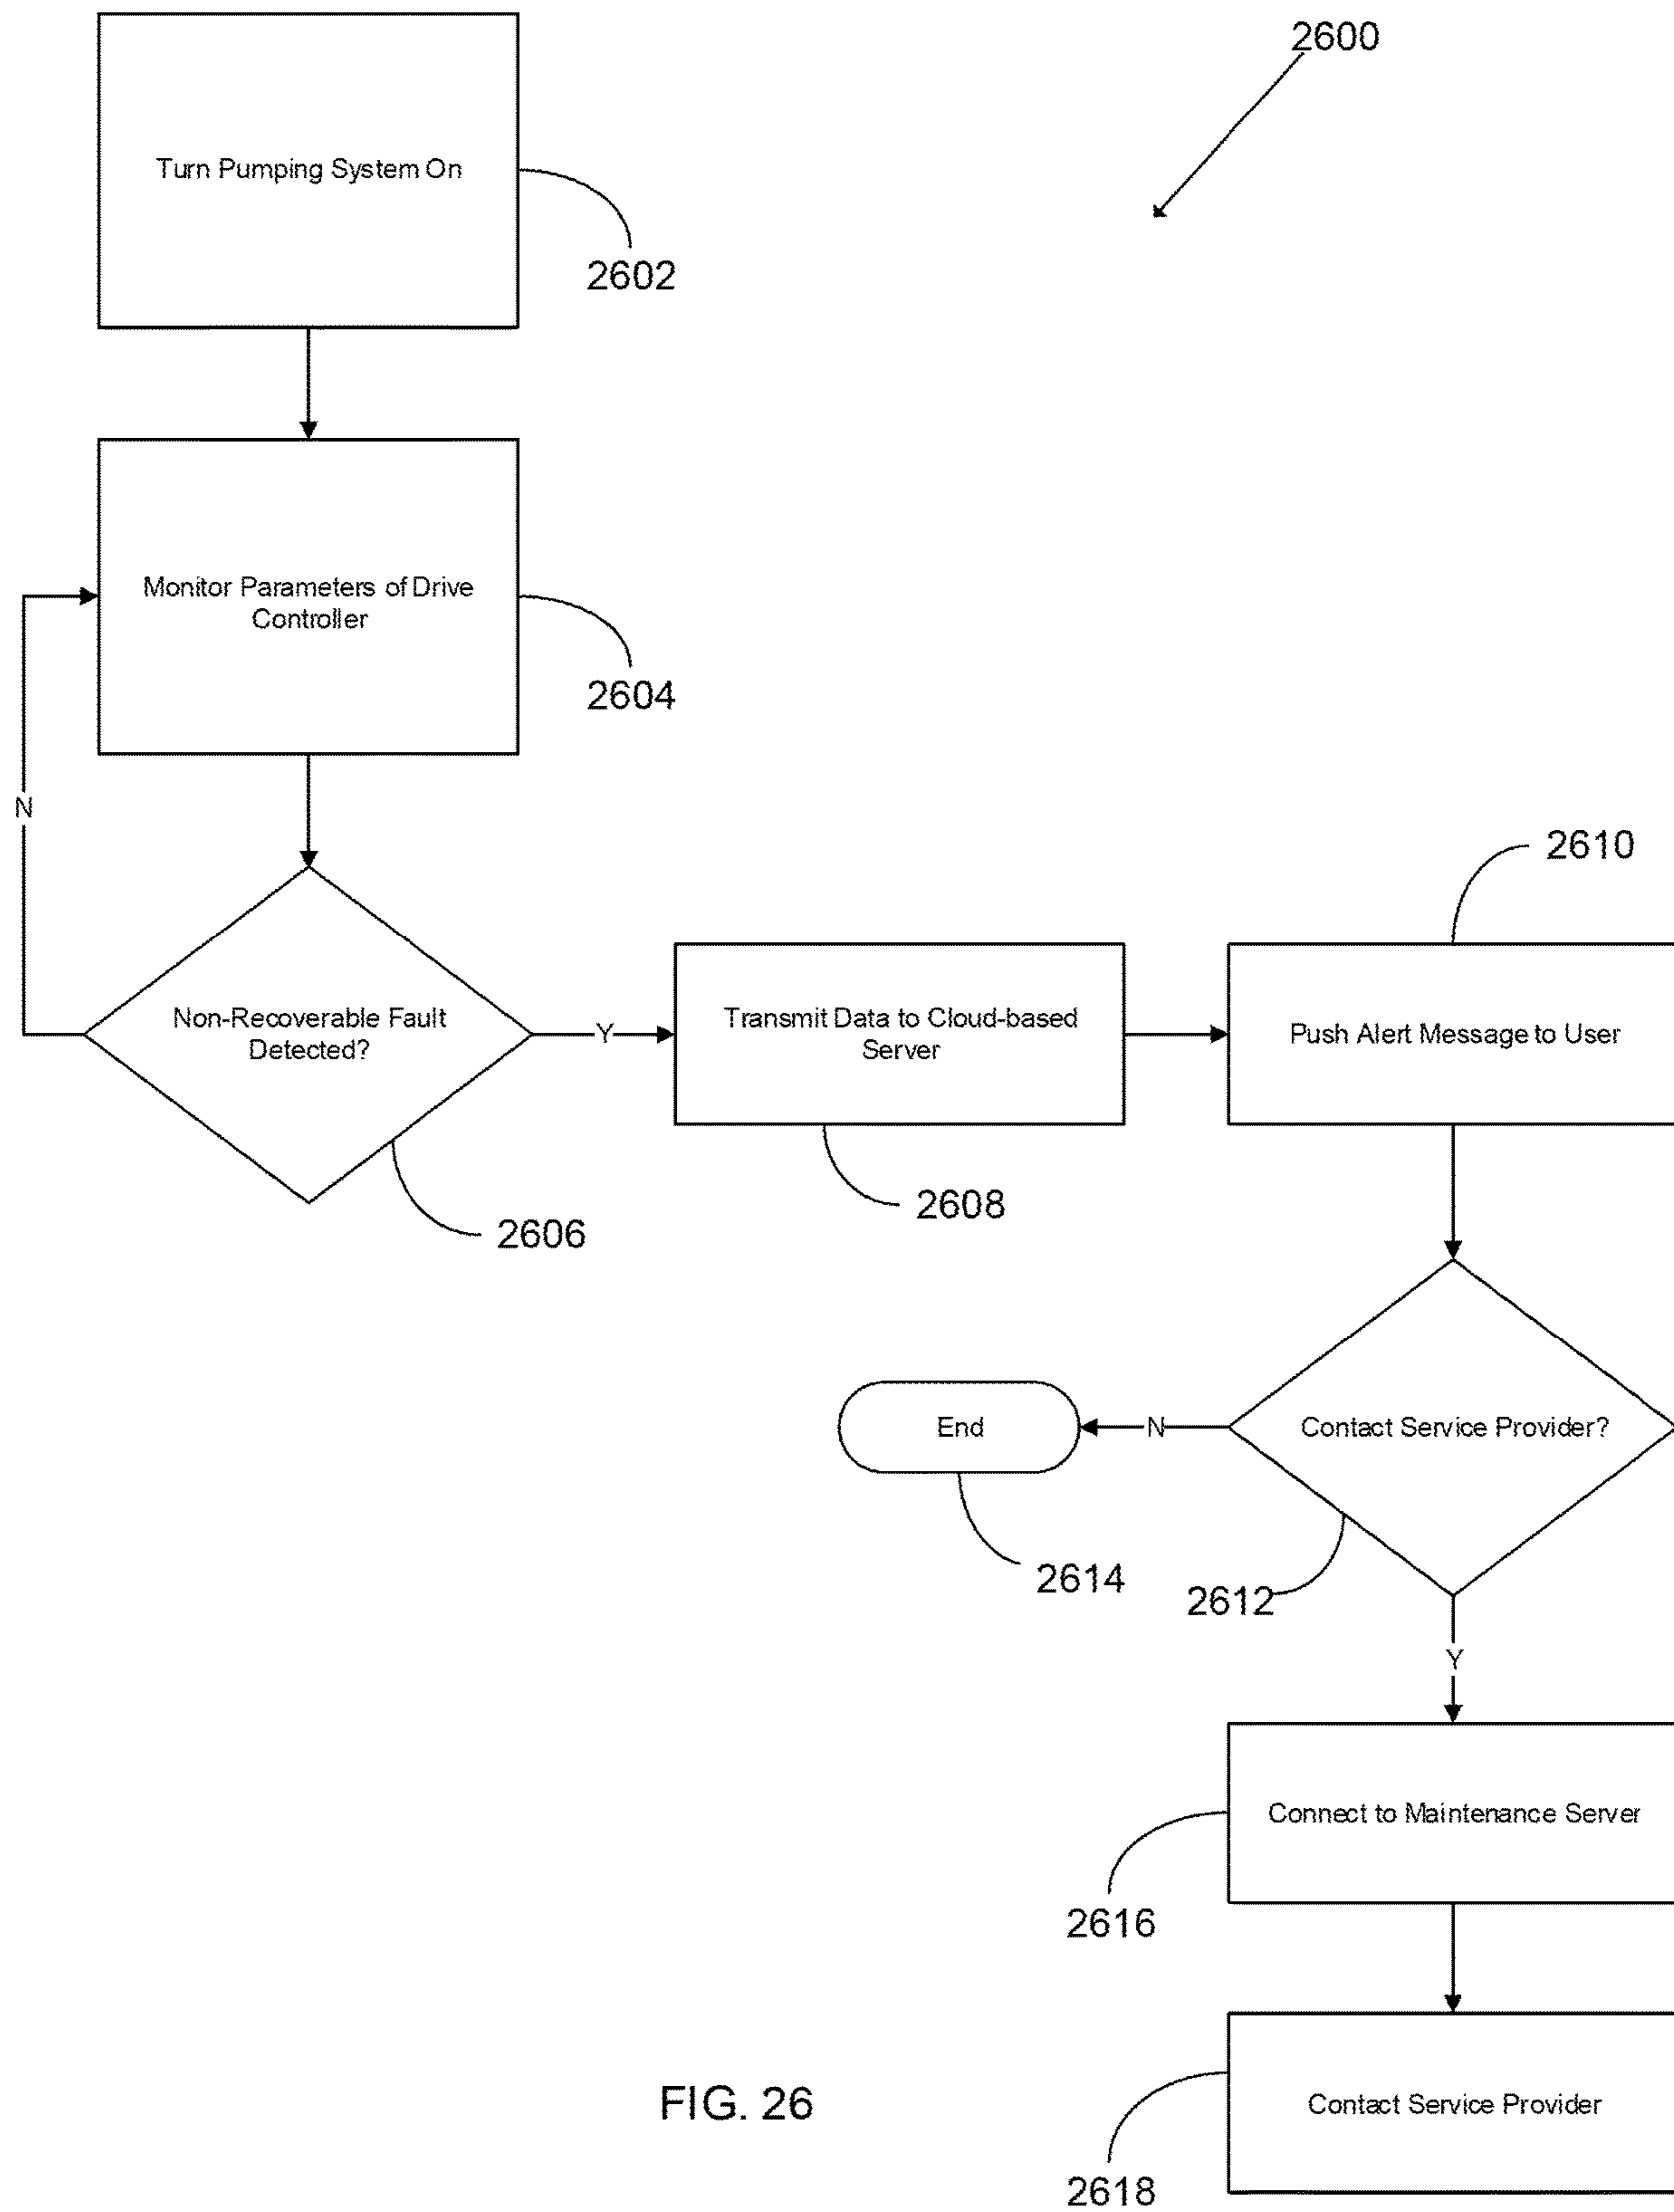 2600
Turn Pumping System On
2602
Monitor Parameters of Drive
Controller
2604
N
2610
Non-Recoverable Fault
Detected?
Y
Transmit Data to Cloud-based
Server
Push Alert Message to User
2608
2606
End
N
Contact Service Provider?
2614
2612
Y
Connect to Maintenance Server
2616
Contact Service Provider
FIG. 26
2618